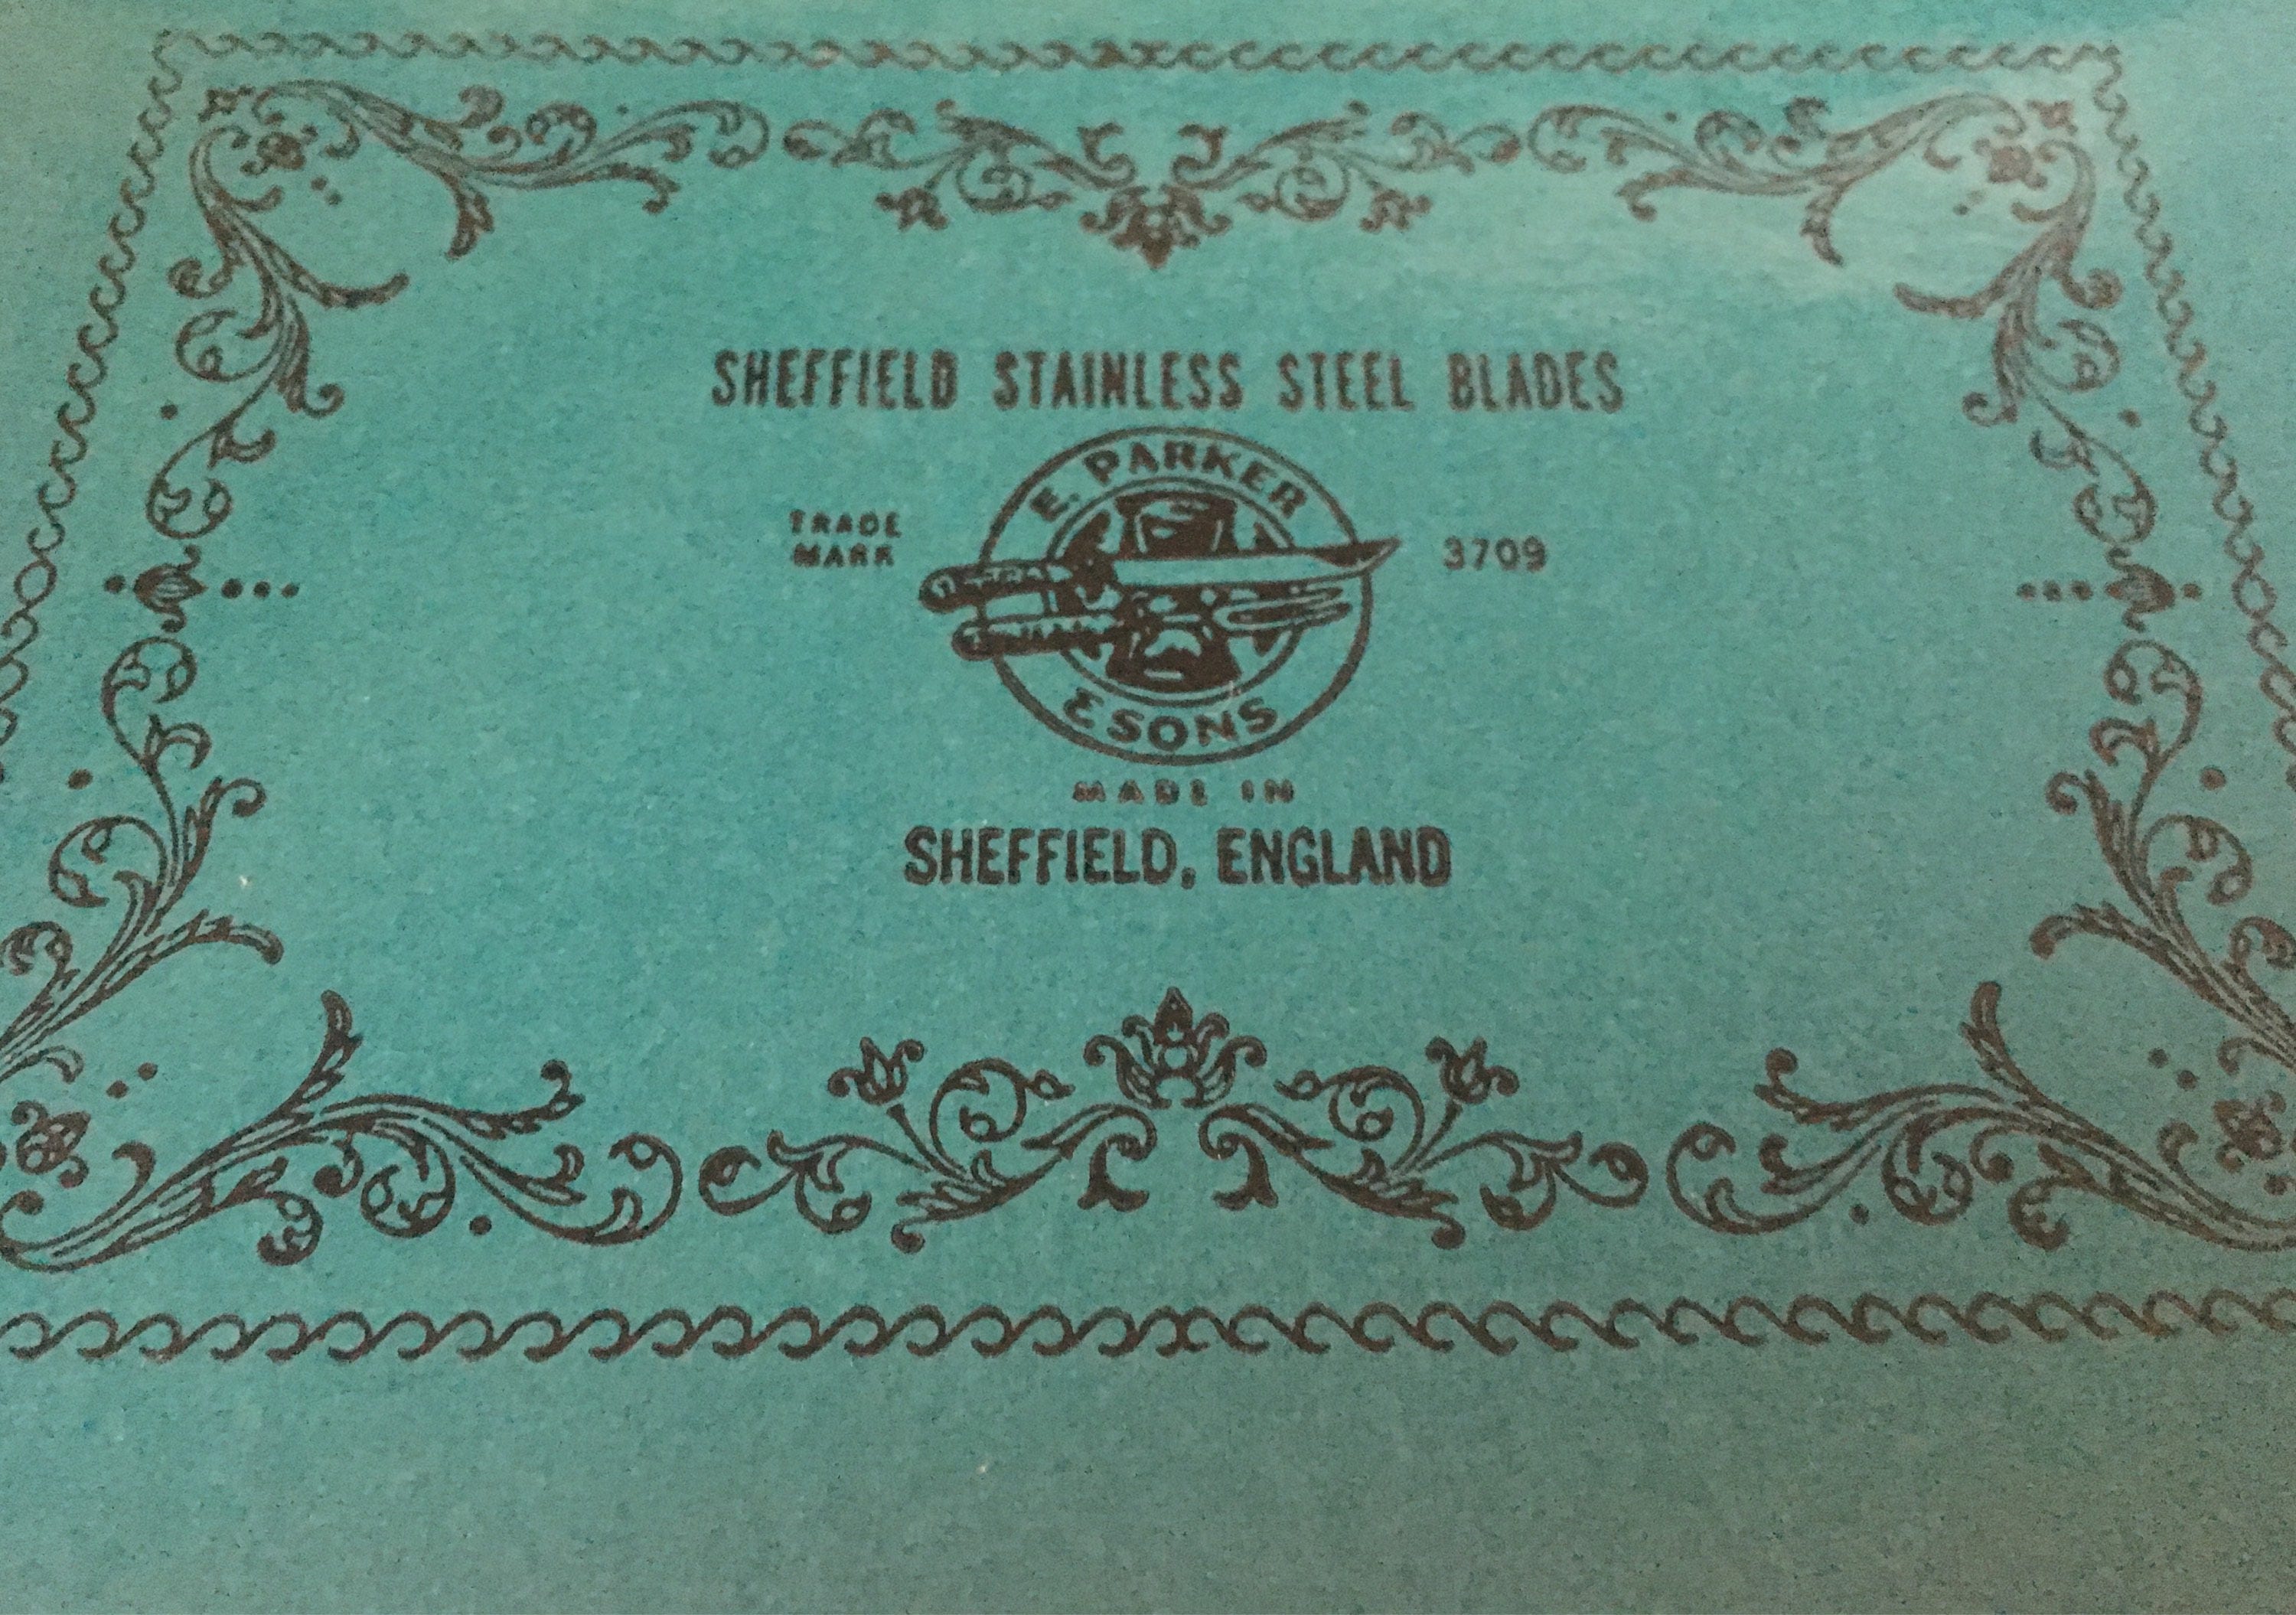 SHEFFIELD STAINLESS STEEL BLADES
E. PARKER
TRADE
MARK
3709
& SONS
MADE IN
SHEFFIELD, ENGLAND